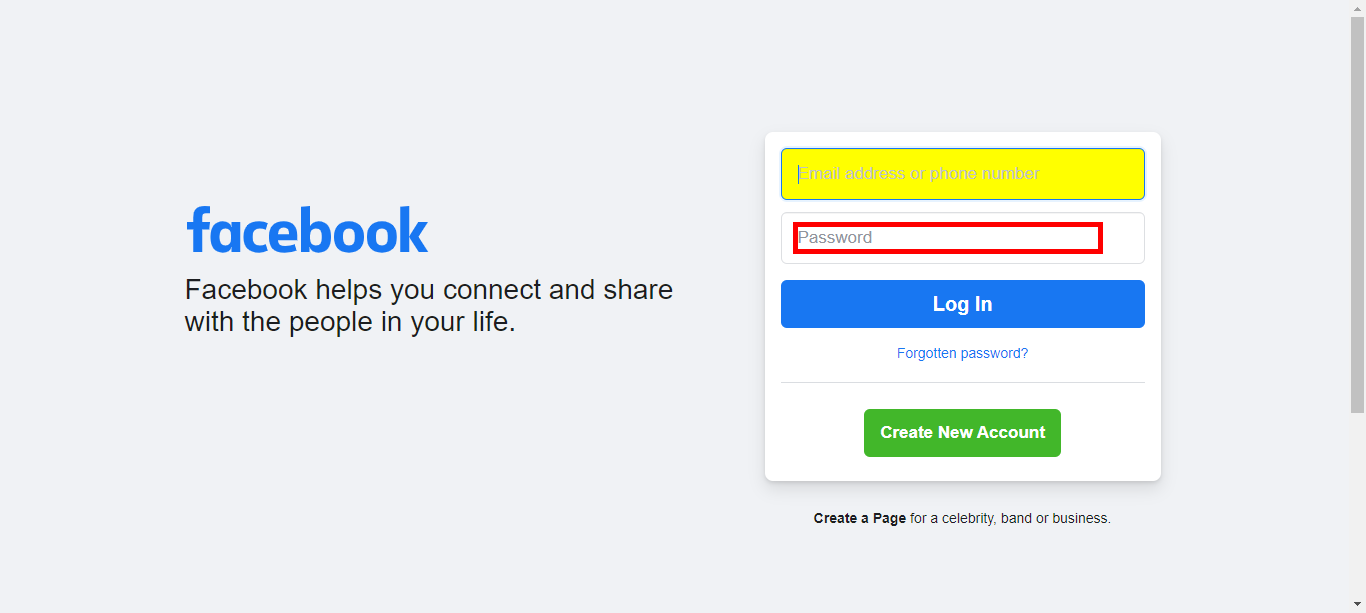 facebook
Facebook helps you connect and share
with the people in your life.
Email address or phone number
Password
Log In
Forgotten password?
Create New Account
Create a Page for a celebrity, band or business.